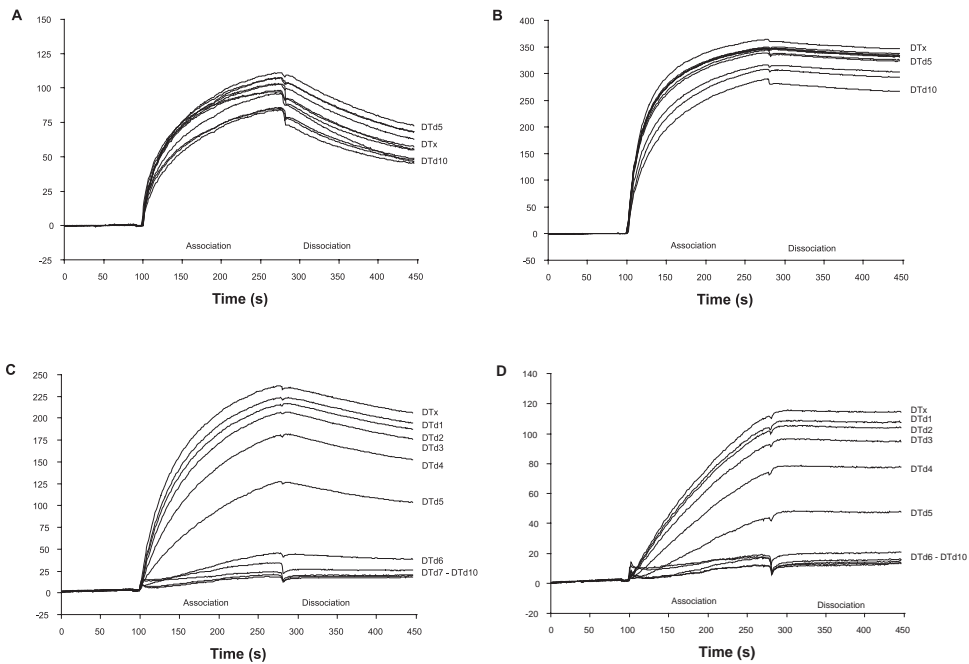 A
150
125
100
75
50
25
0
-25
DTd5
DTx
DTd10
Association
Dissociation
0 50 100 150 200 250 300 350 400 450
Time (s)
B
400
350
300
250
200
150
100
50
0
-50
DTx
DTd5
DTd10
Association
Dissociation
0 50 100 150 200 250 300 350 400 450
Time (s)
C
250
225
200
175
150
125
100
75
50
25
0
-25
DTx
DTd1
DTd2
DTd3
DTd4
DTd5
DTd6
DTd7 - DTd10
Association
Dissociation
0 50 100 150 200 250 300 350 400 450
Time (s)
D
140
120
100
80
60
40
20
0
-20
DTx
DTd1
DTd2
DTd3
DTd4
DTd5
DTd6 - DTd10
Association
Dissociation
0 50 100 150 200 250 300 350 400 450
Time (s)